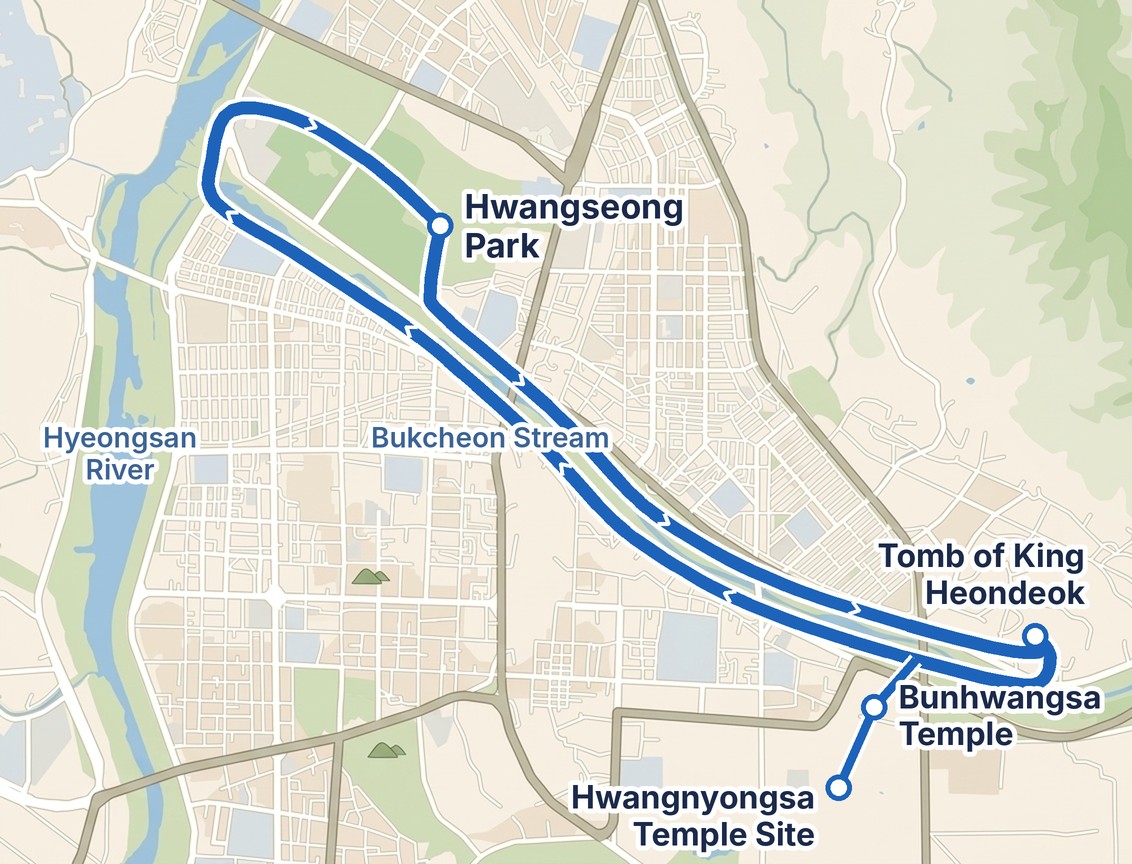 Hwangseong
Park
Hyeongsan
River
Bukcheon Stream
Tomb of King
Heondeok
Bunhwangsa
Temple
Hwangnyongsa
Temple Site